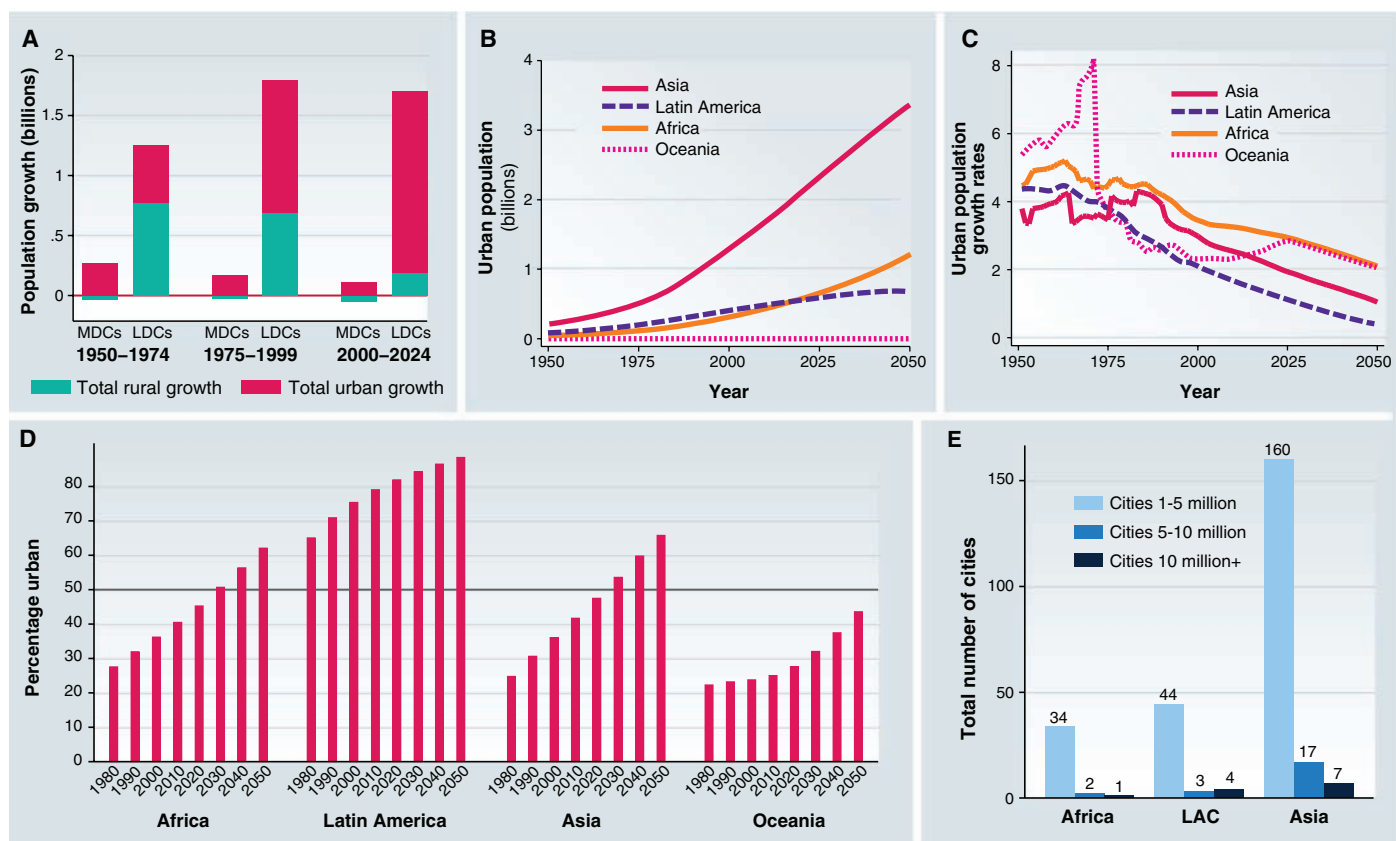 A
Population growth (billions)
2
1.5
1
.5
0
MDCs LDCs MDCs LDCs MDCs LDCs
1950–1974 1975–1999 2000–2024
Total rural growth Total urban growth
B
Urban population
(billions)
4
3
2
1
0
Asia
Latin America
Africa
Oceania
1950 1975 2000 2025 2050
Year
C
Urban population
growth rates
8
6
4
2
0
Asia
Latin America
Africa
Oceania
1950 1975 2000 2025 2050
Year
D
Percentage urban
80
70
60
50
40
30
20
10
0
1980 1990 2000 2010 2020 2030 2040 2050 1980 1990 2000 2010 2020 2030 2040 2050 1980 1990 2000 2010 2020 2030 2040 2050 1980 1990 2000 2010 2020 2030 2040 2050
Africa Latin America Asia Oceania
E
Total number of cities
150
100
50
0
Cities 1-5 million
Cities 5-10 million
Cities 10 million+
34 2 1 44 3 4 160 17 7
Africa LAC Asia